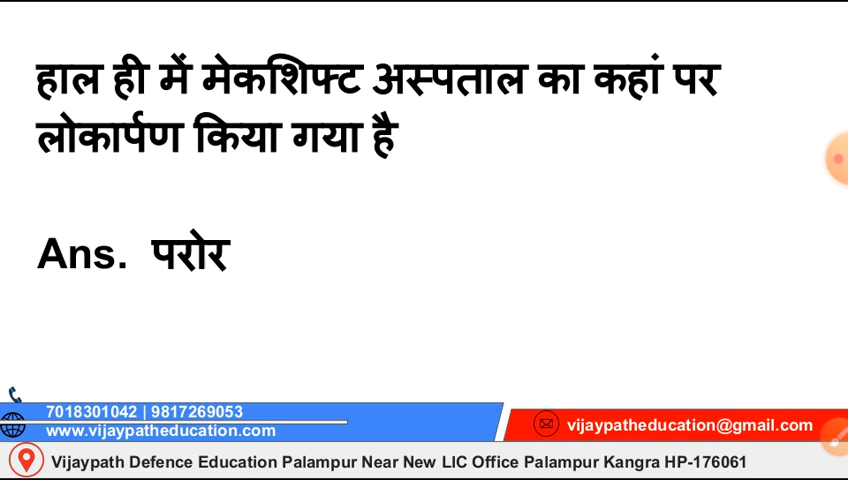 हाल ही में मेकशिफ्ट अस्पताल का कहां पर
लोकार्पण किया गया है
Ans. परोर
7018301042 | 9817269053
www.vijaypatheducation.com
vijaypatheducation@gmail.com
Vijaypath Defence Education Palampur Near New LIC Office Palampur Kangra HP-176061